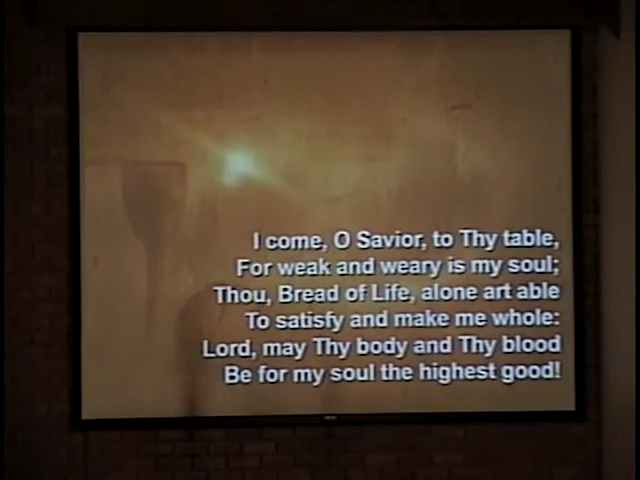 I come, O Savior, to Thy table,
For weak and weary is my soul;
Thou, Bread of Life, alone art able
To satisfy and make me whole:
Lord, may Thy body and Thy blood
Be for my soul the highest good!